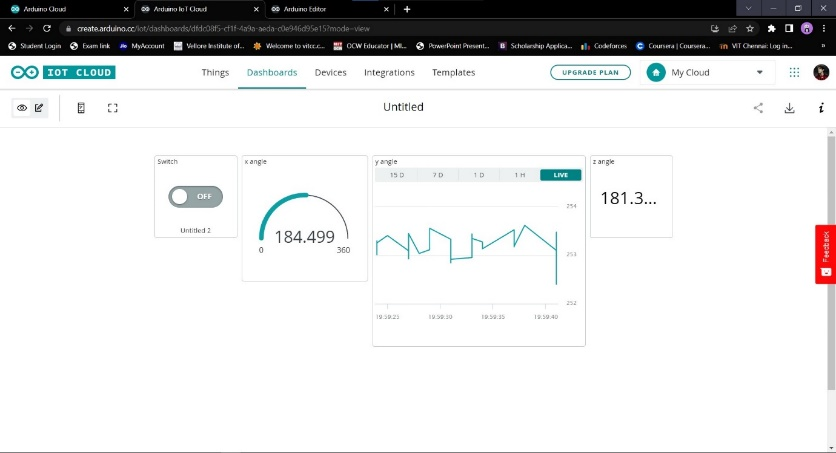 Arduino Cloud
Arduino IoT Cloud
Arduino Editor
create.arduino.cc/iot/dashboards/dfdc08f5-cf1f-4a9a-aeda-c0e946d95e15?mode=view
Student Login
Exam link
MyAccount
Vellore Institute of...
Welcome to vitcc....
OCW Educator | MI...
PowerPoint Present...
Scholarship Applica...
Codeforces
Coursera | Coursera...
VIT Chennai: Log in...
IOT CLOUD
Things
Dashboards
Devices
Integrations
Templates
UPGRADE PLAN
My Cloud
Untitled
Switch
OFF
Untitled 2
x angle
184.499
0
360
y angle
15 D
7 D
1 D
1 H
LIVE
254
253
252
19:59:25
19:59:30
19:59:35
19:59:40
z angle
181.3...
Feedback